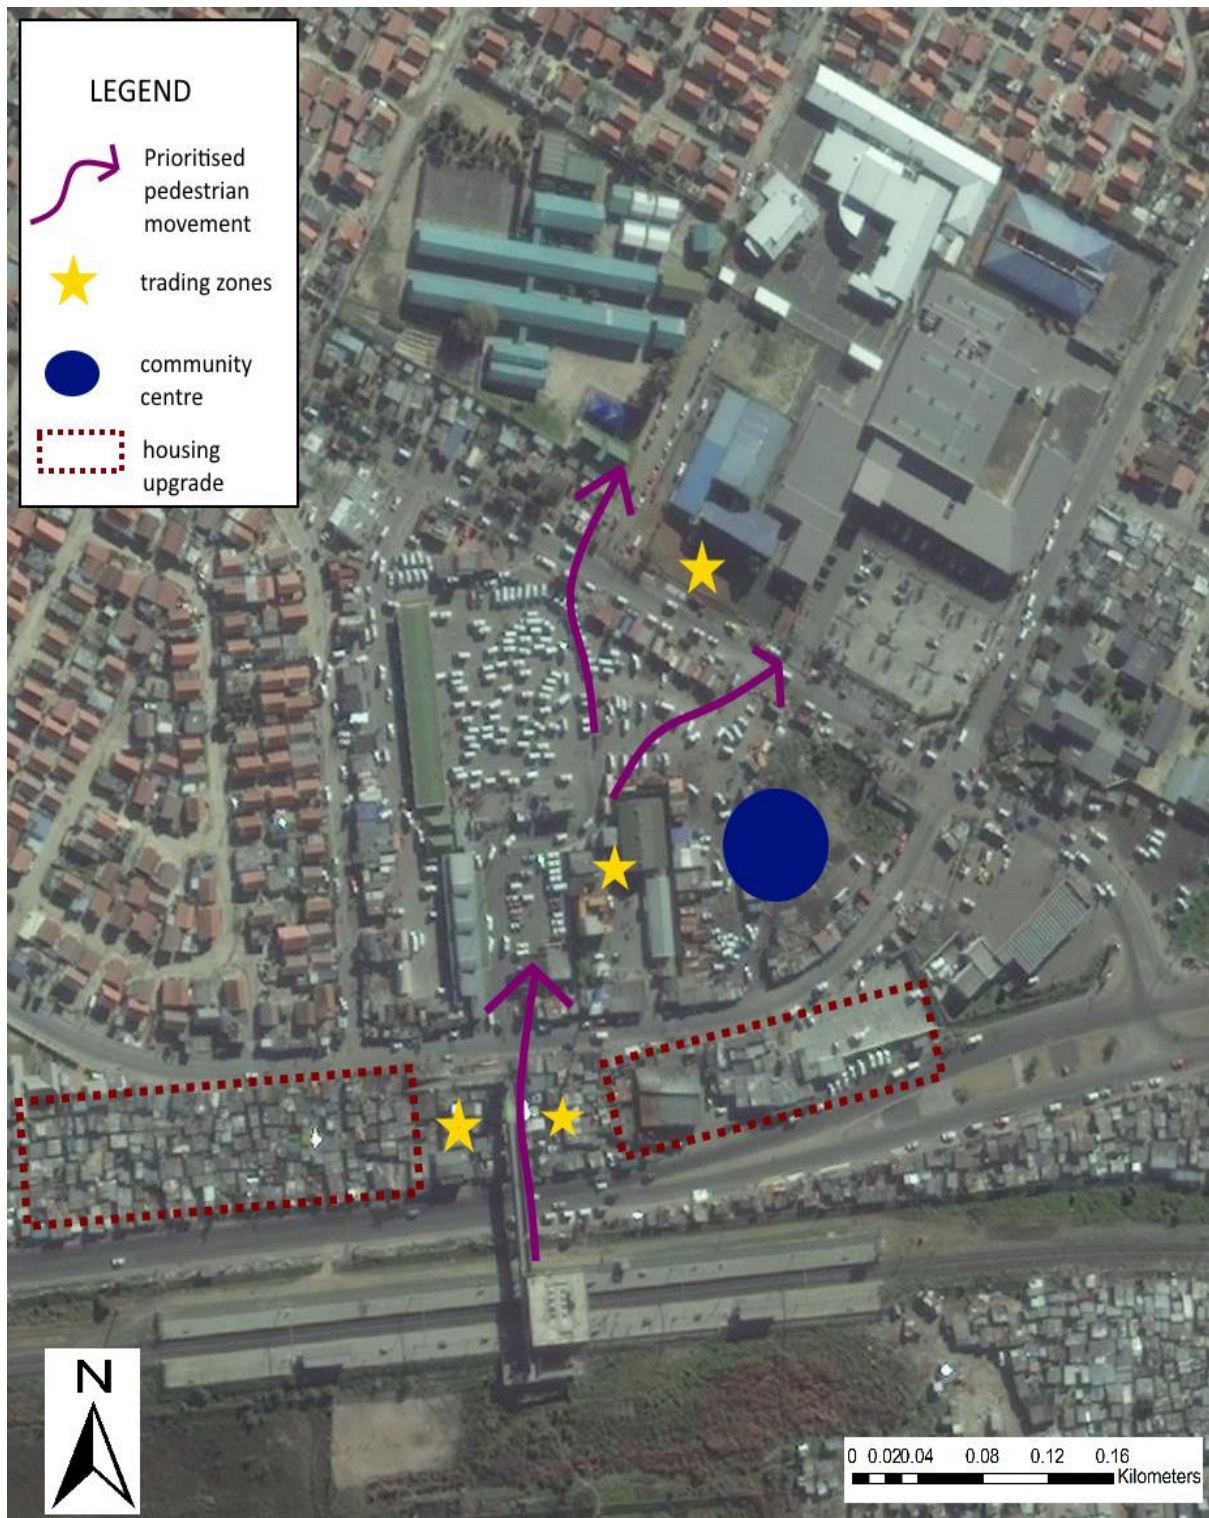 LEGEND
Prioritised
pedestrian
movement
trading zones
community
centre
housing
upgrade
N
0 0.020.04 0.08 0.12 0.16
Kilometers